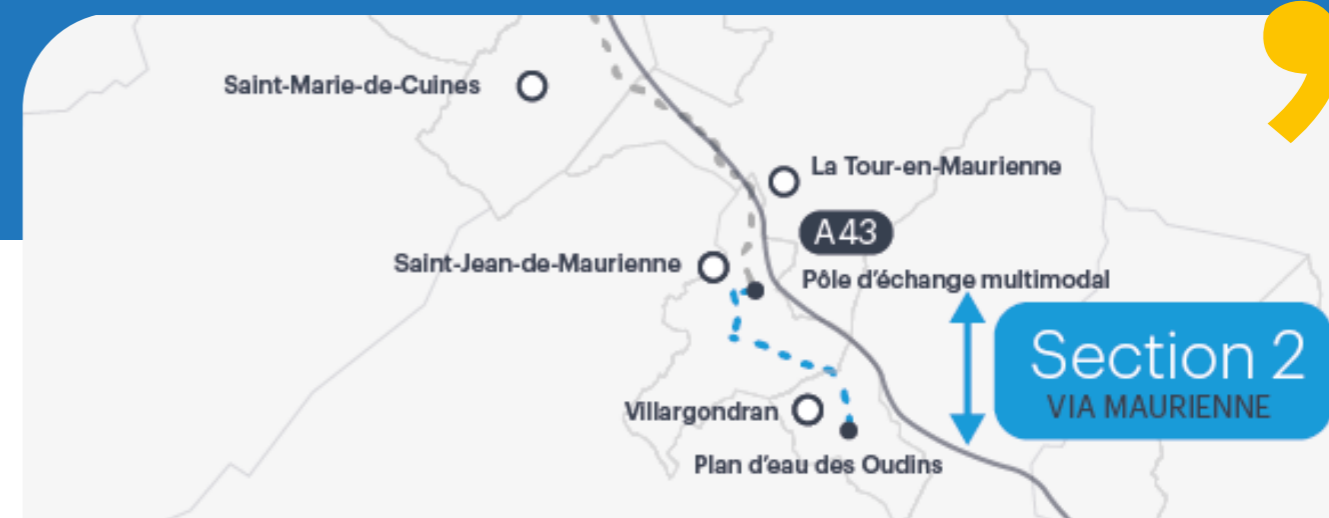 Saint-Marie-de-Cuines
La Tour-en-Maurienne
A43
Saint-Jean-de-Maurienne
Pôle d'échange multimodal
Section 2
VIA MAURIENNE
Villargondran
Plan d'eau des Oudins